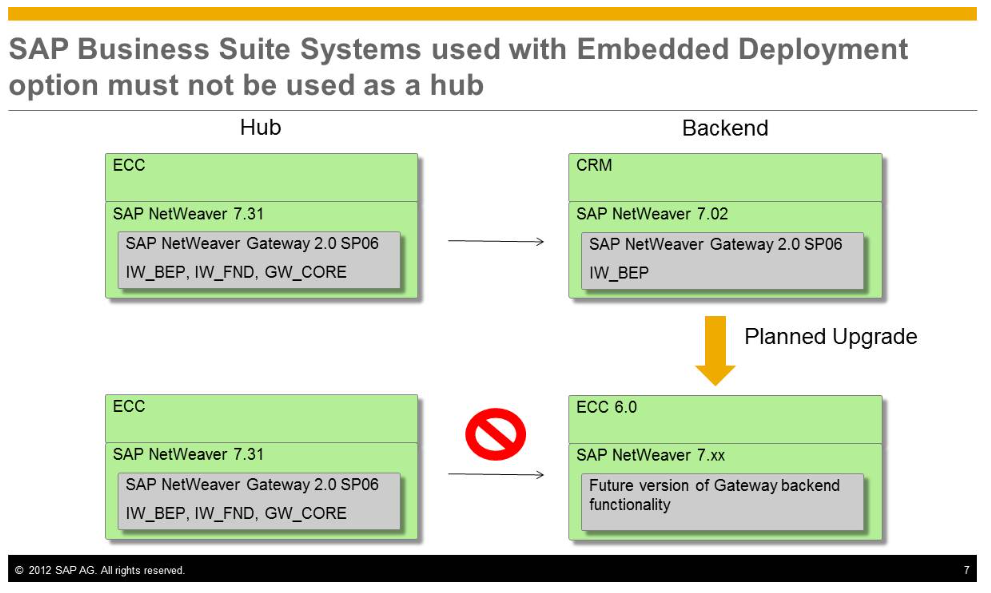 SAP Business Suite Systems used with Embedded Deployment
option must not be used as a hub
Hub
Backend
ECC
SAP NetWeaver 7.31
SAP NetWeaver Gateway 2.0 SP06
IW_BEP, IW_FND, GW_CORE
CRM
SAP NetWeaver 7.02
SAP NetWeaver Gateway 2.0 SP06
IW_BEP
Planned Upgrade
ECC
SAP NetWeaver 7.31
SAP NetWeaver Gateway 2.0 SP06
IW_BEP, IW_FND, GW_CORE
ECC 6.0
SAP NetWeaver 7.xx
Future version of Gateway backend
functionality
© 2012 SAP AG. All rights reserved.
7